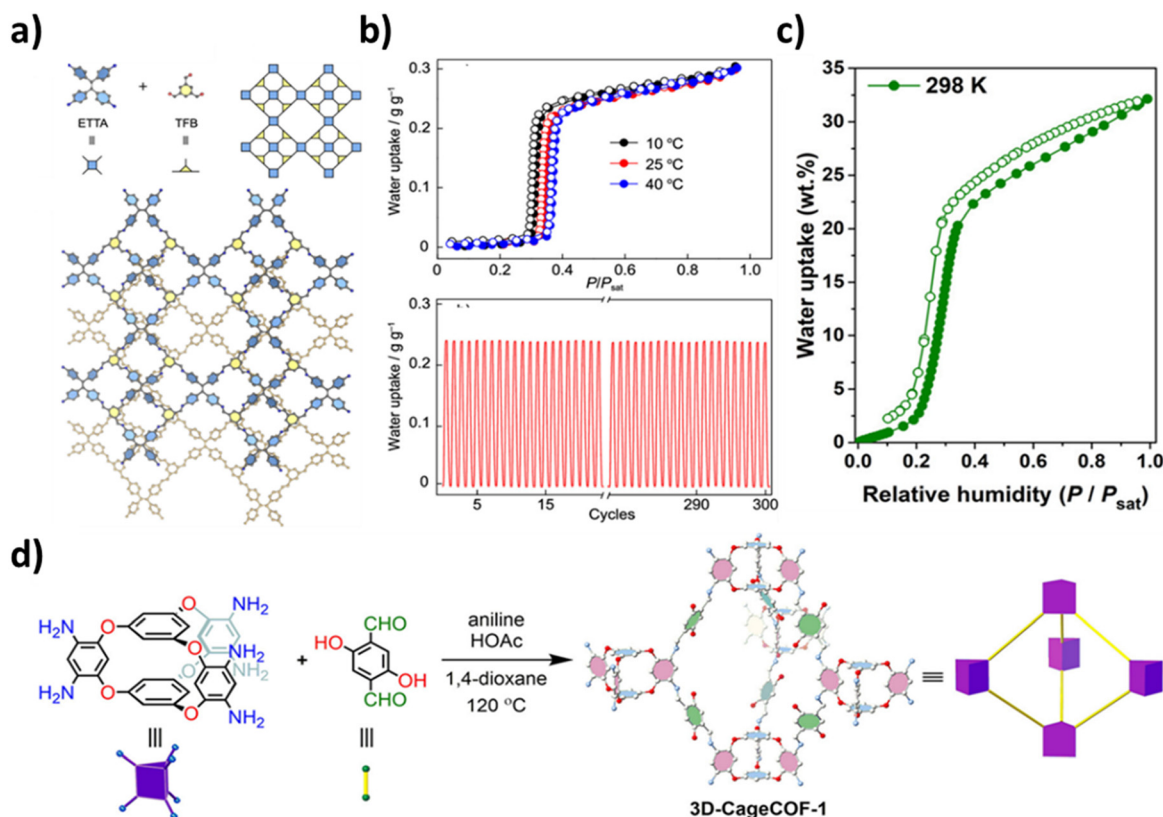 a)
ETTA
+
TFB
≡
≡
b)
Water uptake / g g⁻¹
0.3
0.2
0.1
0
10 ºC
25 ºC
40 ºC
0
0.2
0.4
0.6
0.8
1.0
P/Psat
Water uptake / g g⁻¹
0.3
0.2
0.1
0
5
15
290
300
Cycles
c)
Water uptake (wt.%)
35
30
25
20
15
10
5
0
298 K
0.0
0.2
0.4
0.6
0.8
1.0
Relative humidity (P / Psat)
d)
H₂N
H₂N
O
O
O
O
O
O
NH₂
NH₂
NH₂
NH₂
≡
+
CHO
HO
OH
CHO
≡
aniline
HOAc
1,4-dioxane
120 ºC
3D-CageCOF-1
≡